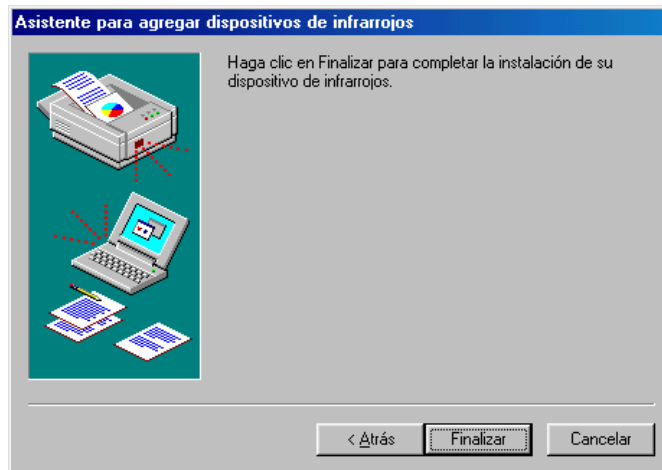 Asistente para agregar dispositivos de infrarrojos
Haga clic en Finalizar para completar la instalación de su
dispositivo de infrarrojos.
< Atrás
Finalizar
Cancelar